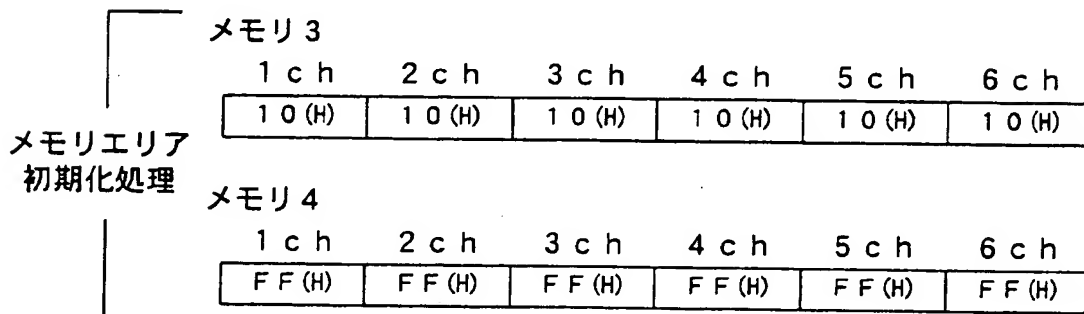 メモリ3
1ch 2ch 3ch 4ch 5ch 6ch
10(H) 10(H) 10(H) 10(H) 10(H) 10(H)
メモリエリア
初期化処理
メモリ4
1ch 2ch 3ch 4ch 5ch 6ch
FF(H) FF(H) FF(H) FF(H) FF(H) FF(H)